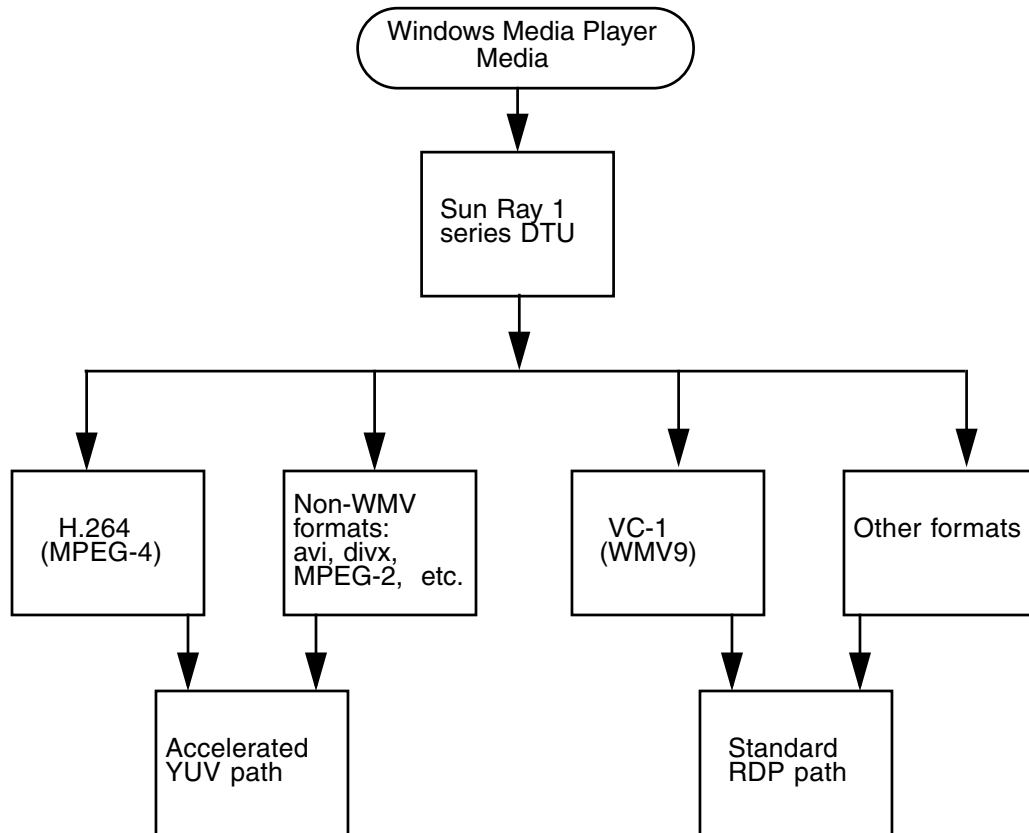 Windows Media Player
Media
Sun Ray 1
series DTU
H.264
(MPEG-4)
Non-WMV
formats:
avi, divx,
MPEG-2, etc.
VC-1
(WMV9)
Other formats
Accelerated
YUV path
Standard
RDP path